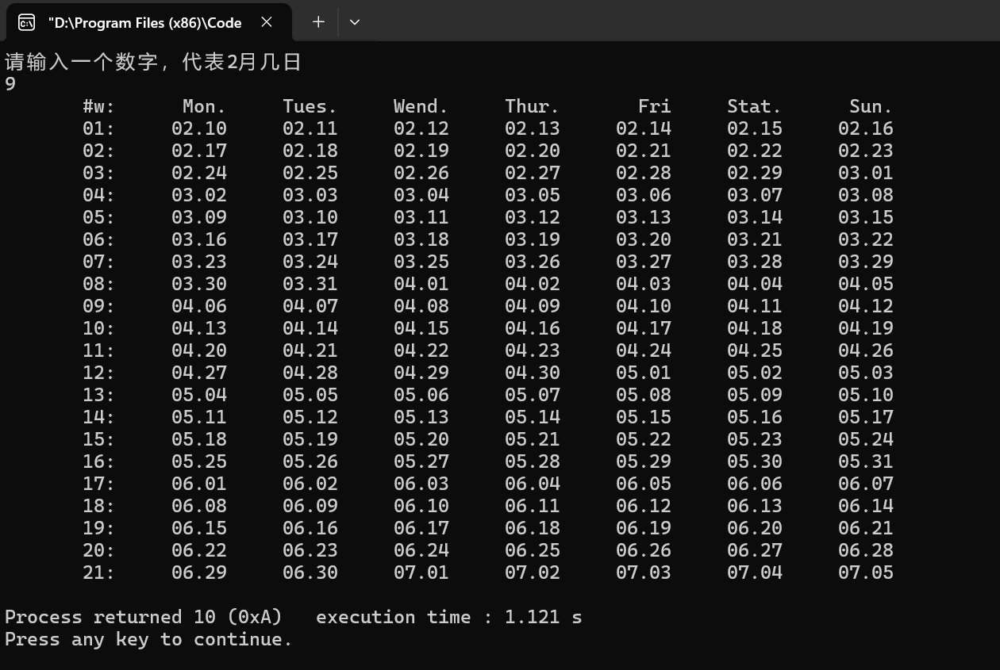 "D:\Program Files (x86)\Code
请输入一个数字，代表2月几日
9
#w: Mon. Tues. Wend. Thur. Fri Stat. Sun.
01: 02.10 02.11 02.12 02.13 02.14 02.15 02.16
02: 02.17 02.18 02.19 02.20 02.21 02.22 02.23
03: 02.24 02.25 02.26 02.27 02.28 02.29 03.01
04: 03.02 03.03 03.04 03.05 03.06 03.07 03.08
05: 03.09 03.10 03.11 03.12 03.13 03.14 03.15
06: 03.16 03.17 03.18 03.19 03.20 03.21 03.22
07: 03.23 03.24 03.25 03.26 03.27 03.28 03.29
08: 03.30 03.31 04.01 04.02 04.03 04.04 04.05
09: 04.06 04.07 04.08 04.09 04.10 04.11 04.12
10: 04.13 04.14 04.15 04.16 04.17 04.18 04.19
11: 04.20 04.21 04.22 04.23 04.24 04.25 04.26
12: 04.27 04.28 04.29 04.30 05.01 05.02 05.03
13: 05.04 05.05 05.06 05.07 05.08 05.09 05.10
14: 05.11 05.12 05.13 05.14 05.15 05.16 05.17
15: 05.18 05.19 05.20 05.21 05.22 05.23 05.24
16: 05.25 05.26 05.27 05.28 05.29 05.30 05.31
17: 06.01 06.02 06.03 06.04 06.05 06.06 06.07
18: 06.08 06.09 06.10 06.11 06.12 06.13 06.14
19: 06.15 06.16 06.17 06.18 06.19 06.20 06.21
20: 06.22 06.23 06.24 06.25 06.26 06.27 06.28
21: 06.29 06.30 07.01 07.02 07.03 07.04 07.05
Process returned 10 (0xA) execution time : 1.121 s
Press any key to continue.